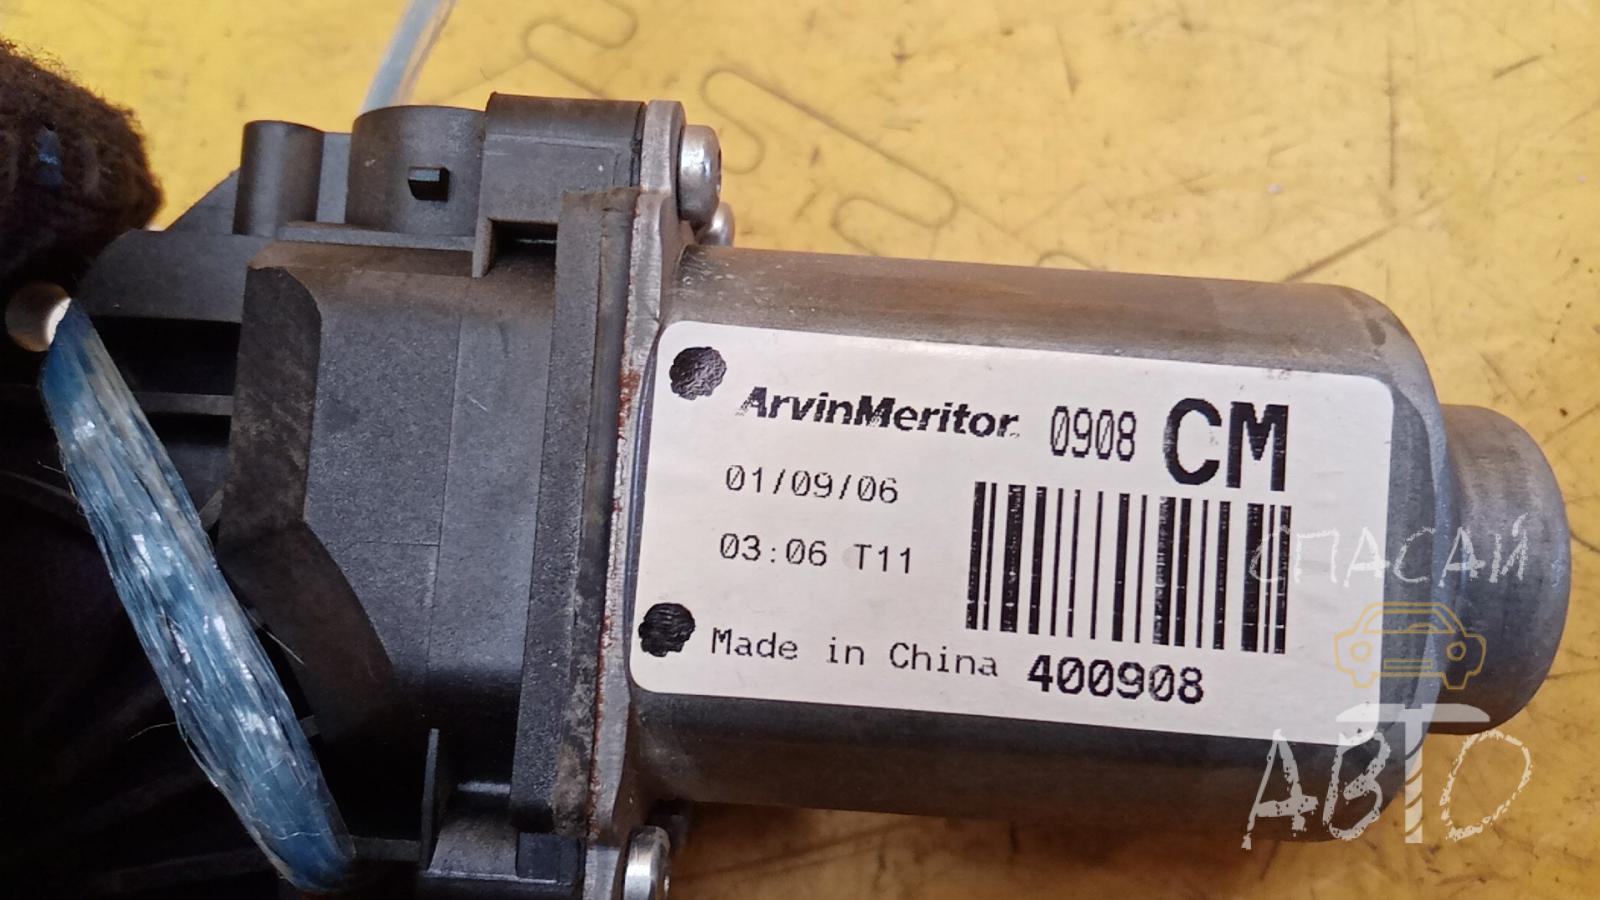 ArvinMeritor 0908 CM
01/09/06
03:06 T11
Made in China 400908
СПАСАЙ
АВТО